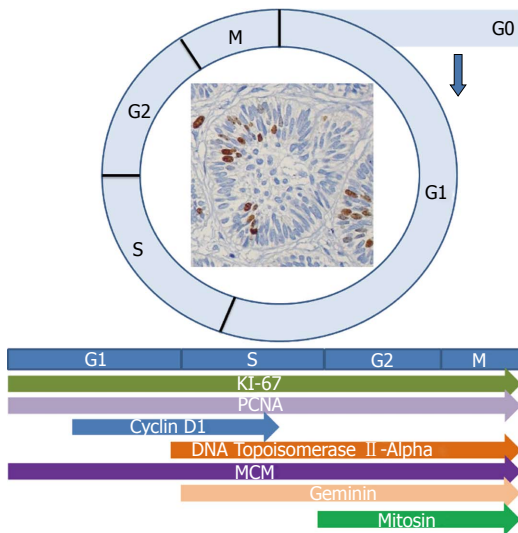 M
G0
G2
G1
S
G1 S G2 M
KI-67
PCNA
Cyclin D1
DNA Topoisomerase Ⅱ-Alpha
MCM
Geminin
Mitosin